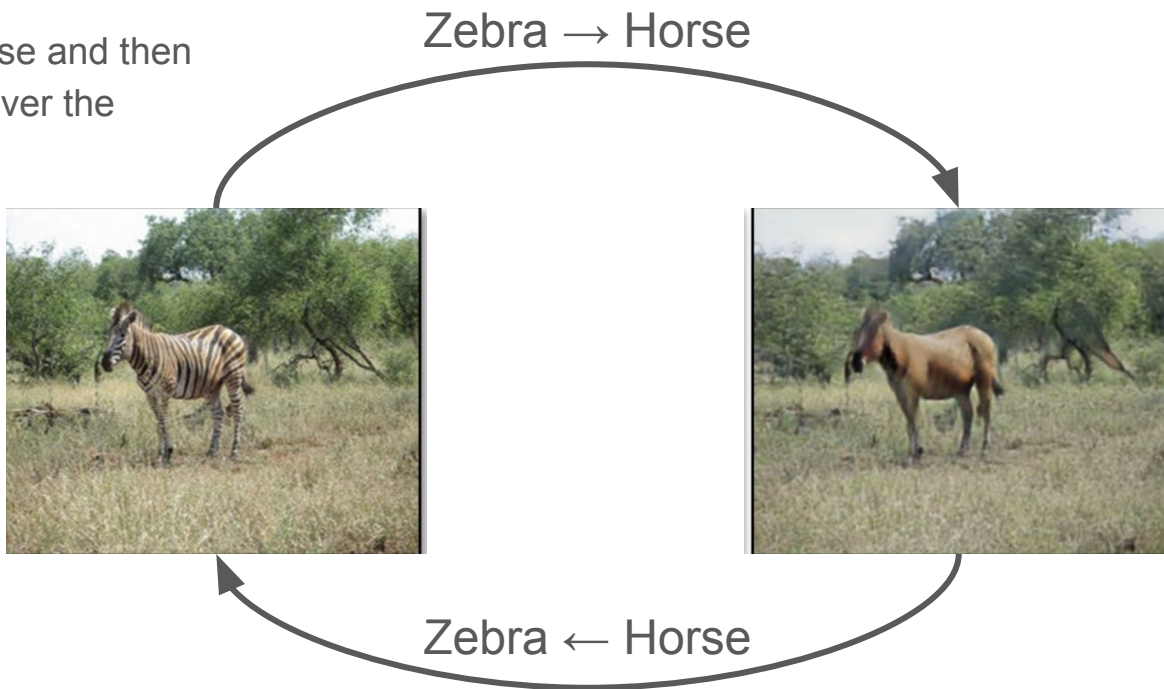 Zebra → Horse
se and then
ver the
Zebra ← Horse